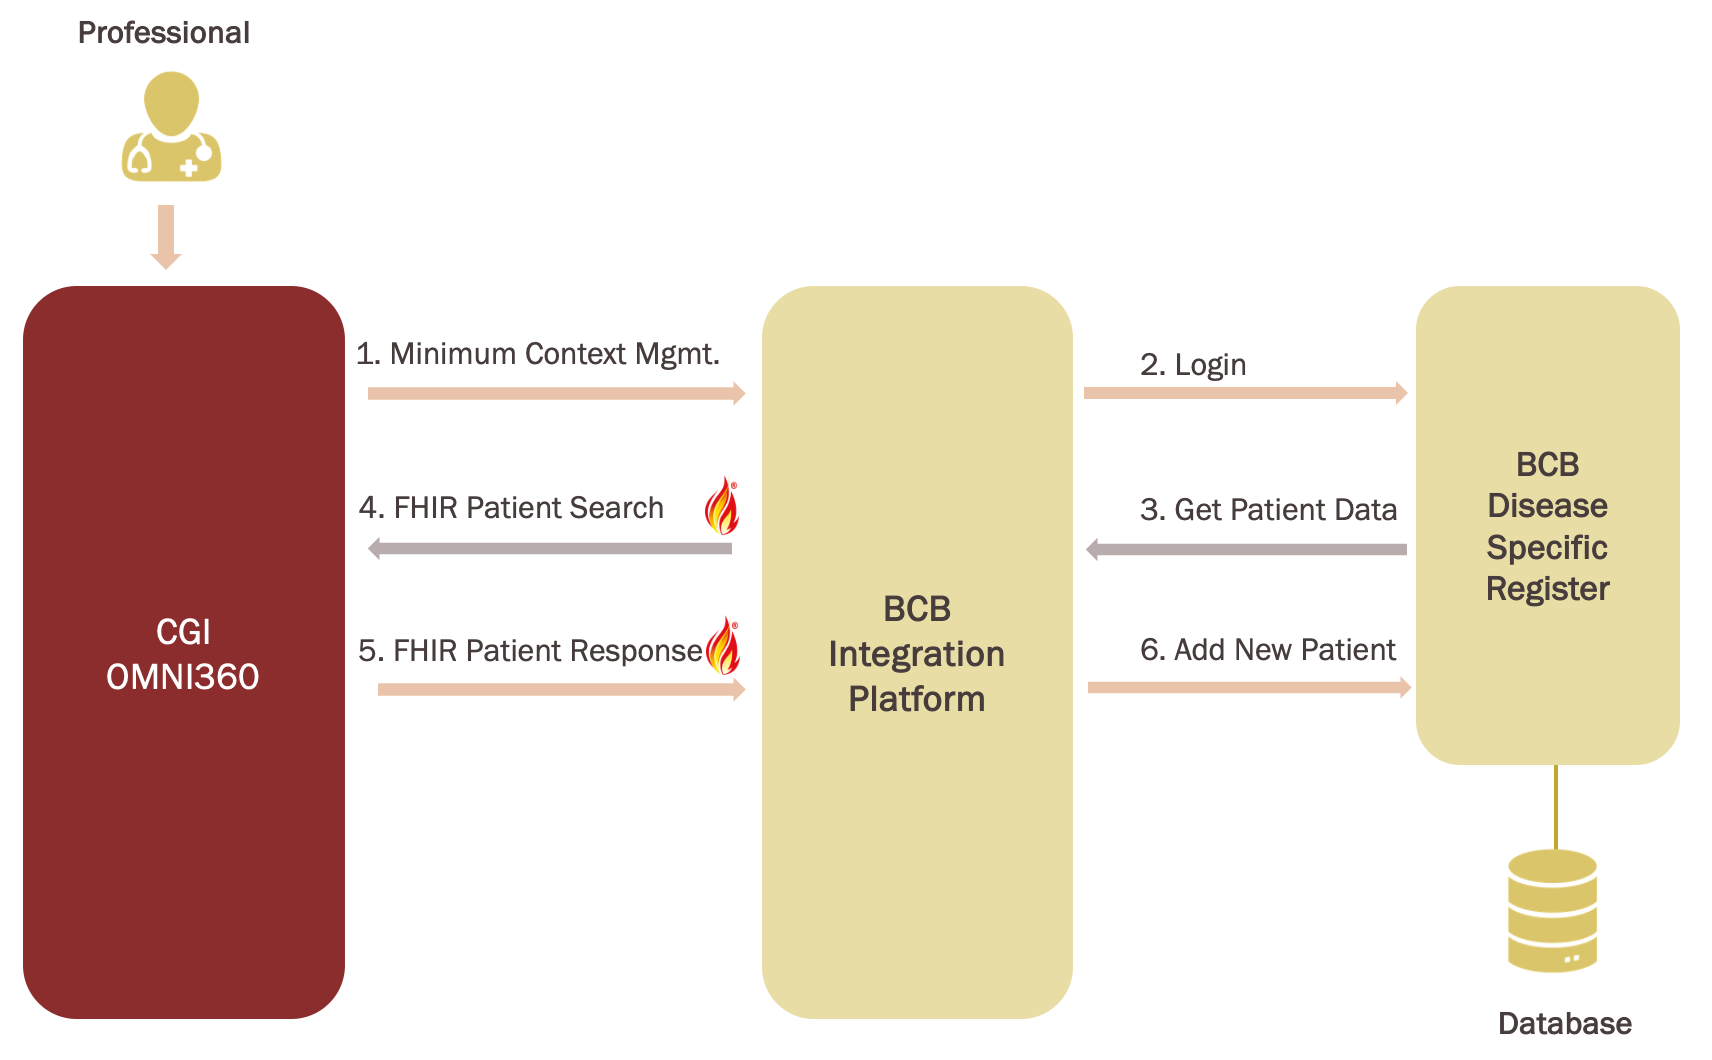 Professional
1. Minimum Context Mgmt.
2. Login
4. FHIR Patient Search
®
3. Get Patient Data
BCB
Disease
Specific
Register
5. FHIR Patient Response
®
6. Add New Patient
CGI
OMNI360
BCB
Integration
Platform
Database